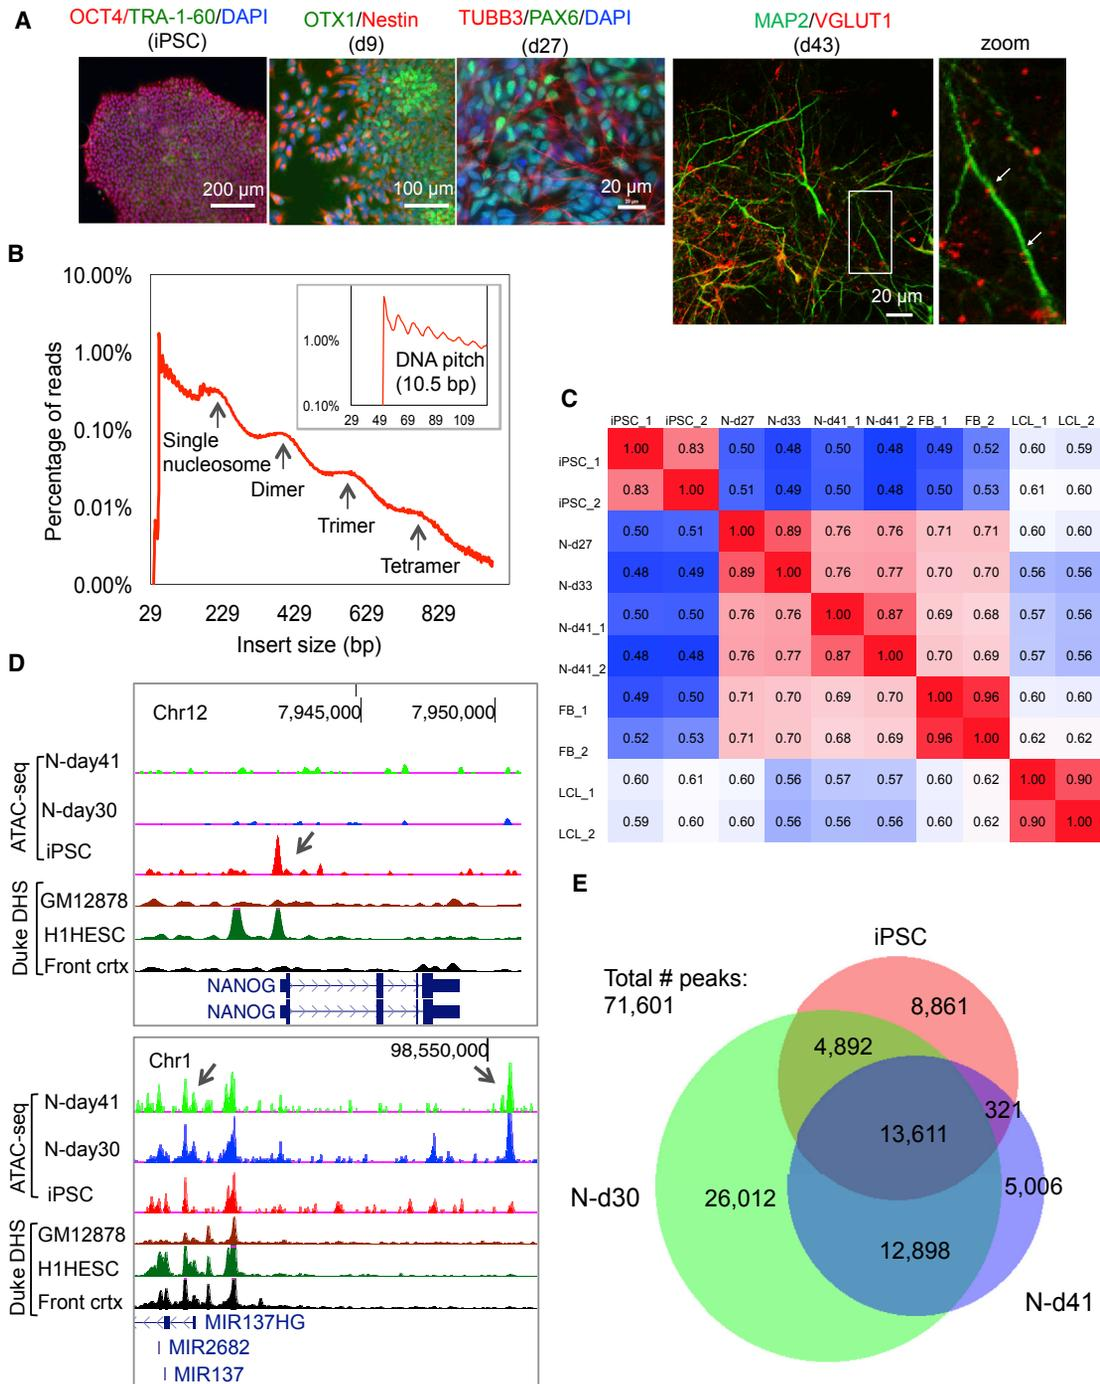 A
OCT4/TRA-1-60/DAPI
(iPSC)
OTX1/Nestin
(d9)
TUBB3/PAX6/DAPI
(d27)
MAP2/VGLUT1
(d43)
zoom
200 µm
100 µm
20 µm
20 µm
20 µm
B
10.00%
1.00%
0.10%
0.01%
0.00%
Percentage of reads
29 229 429 629 829
Insert size (bp)
Single
nucleosome
Dimer
Trimer
Tetramer
1.00%
0.10%
DNA pitch
(10.5 bp)
29 49 69 89 109
C
iPSC_1 iPSC_2 N-d27 N-d33 N-d41_1 N-d41_2 FB_1 FB_2 LCL_1 LCL_2
iPSC_1 1.00 0.83 0.50 0.48 0.50 0.48 0.49 0.52 0.60 0.59
iPSC_2 0.83 1.00 0.51 0.49 0.50 0.48 0.50 0.53 0.61 0.60
N-d27 0.50 0.51 1.00 0.89 0.76 0.76 0.71 0.71 0.60 0.60
N-d33 0.48 0.49 0.89 1.00 0.76 0.77 0.70 0.70 0.56 0.56
N-d41_1 0.50 0.50 0.76 0.76 1.00 0.87 0.69 0.68 0.57 0.56
N-d41_2 0.48 0.48 0.76 0.77 0.87 1.00 0.70 0.69 0.57 0.56
FB_1 0.49 0.50 0.71 0.70 0.69 0.70 1.00 0.96 0.60 0.60
FB_2 0.52 0.53 0.71 0.70 0.68 0.69 0.96 1.00 0.62 0.62
LCL_1 0.60 0.61 0.60 0.56 0.57 0.57 0.60 0.62 1.00 0.90
LCL_2 0.59 0.60 0.60 0.56 0.56 0.56 0.60 0.62 0.90 1.00
D
Chr12 7,945,000 7,950,000
ATAC-seq
N-day41
N-day30
iPSC
Duke DHS
GM12878
H1HESC
Front crtx
NANOG
NANOG
Chr1 98,550,000
ATAC-seq
N-day41
N-day30
iPSC
Duke DHS
GM12878
H1HESC
Front crtx
MIR137HG
MIR2682
MIR137
E
iPSC
Total # peaks:
71,601
8,861
4,892
321
13,611
5,006
N-d30
26,012
12,898
N-d41